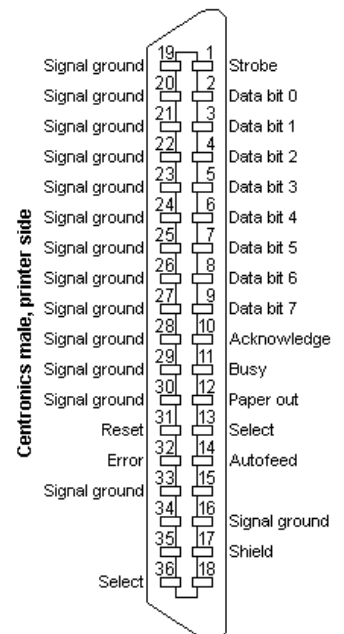 Centronics male, printer side
Signal ground 19 1 Strobe
Signal ground 20 2 Data bit 0
Signal ground 21 3 Data bit 1
Signal ground 22 4 Data bit 2
Signal ground 23 5 Data bit 3
Signal ground 24 6 Data bit 4
Signal ground 25 7 Data bit 5
Signal ground 26 8 Data bit 6
Signal ground 27 9 Data bit 7
Signal ground 28 10 Acknowledge
Signal ground 29 11 Busy
Signal ground 30 12 Paper out
Reset 31 13 Select
Error 32 14 Autofeed
Signal ground 33 15
34 16 Signal ground
35 17 Shield
Select 36 18